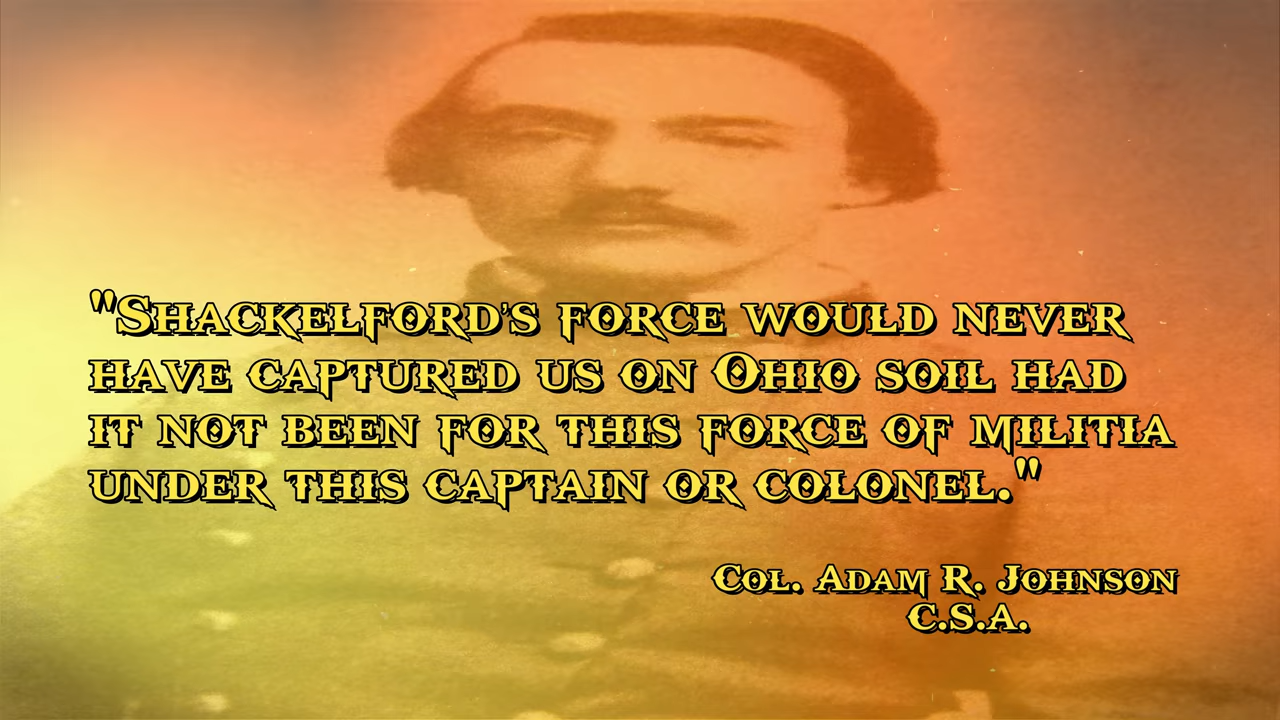 "Shackelford's force would never
have captured us on Ohio soil had
it not been for this force of militia
under this captain or colonel."
Col. Adam R. Johnson
C.S.A.